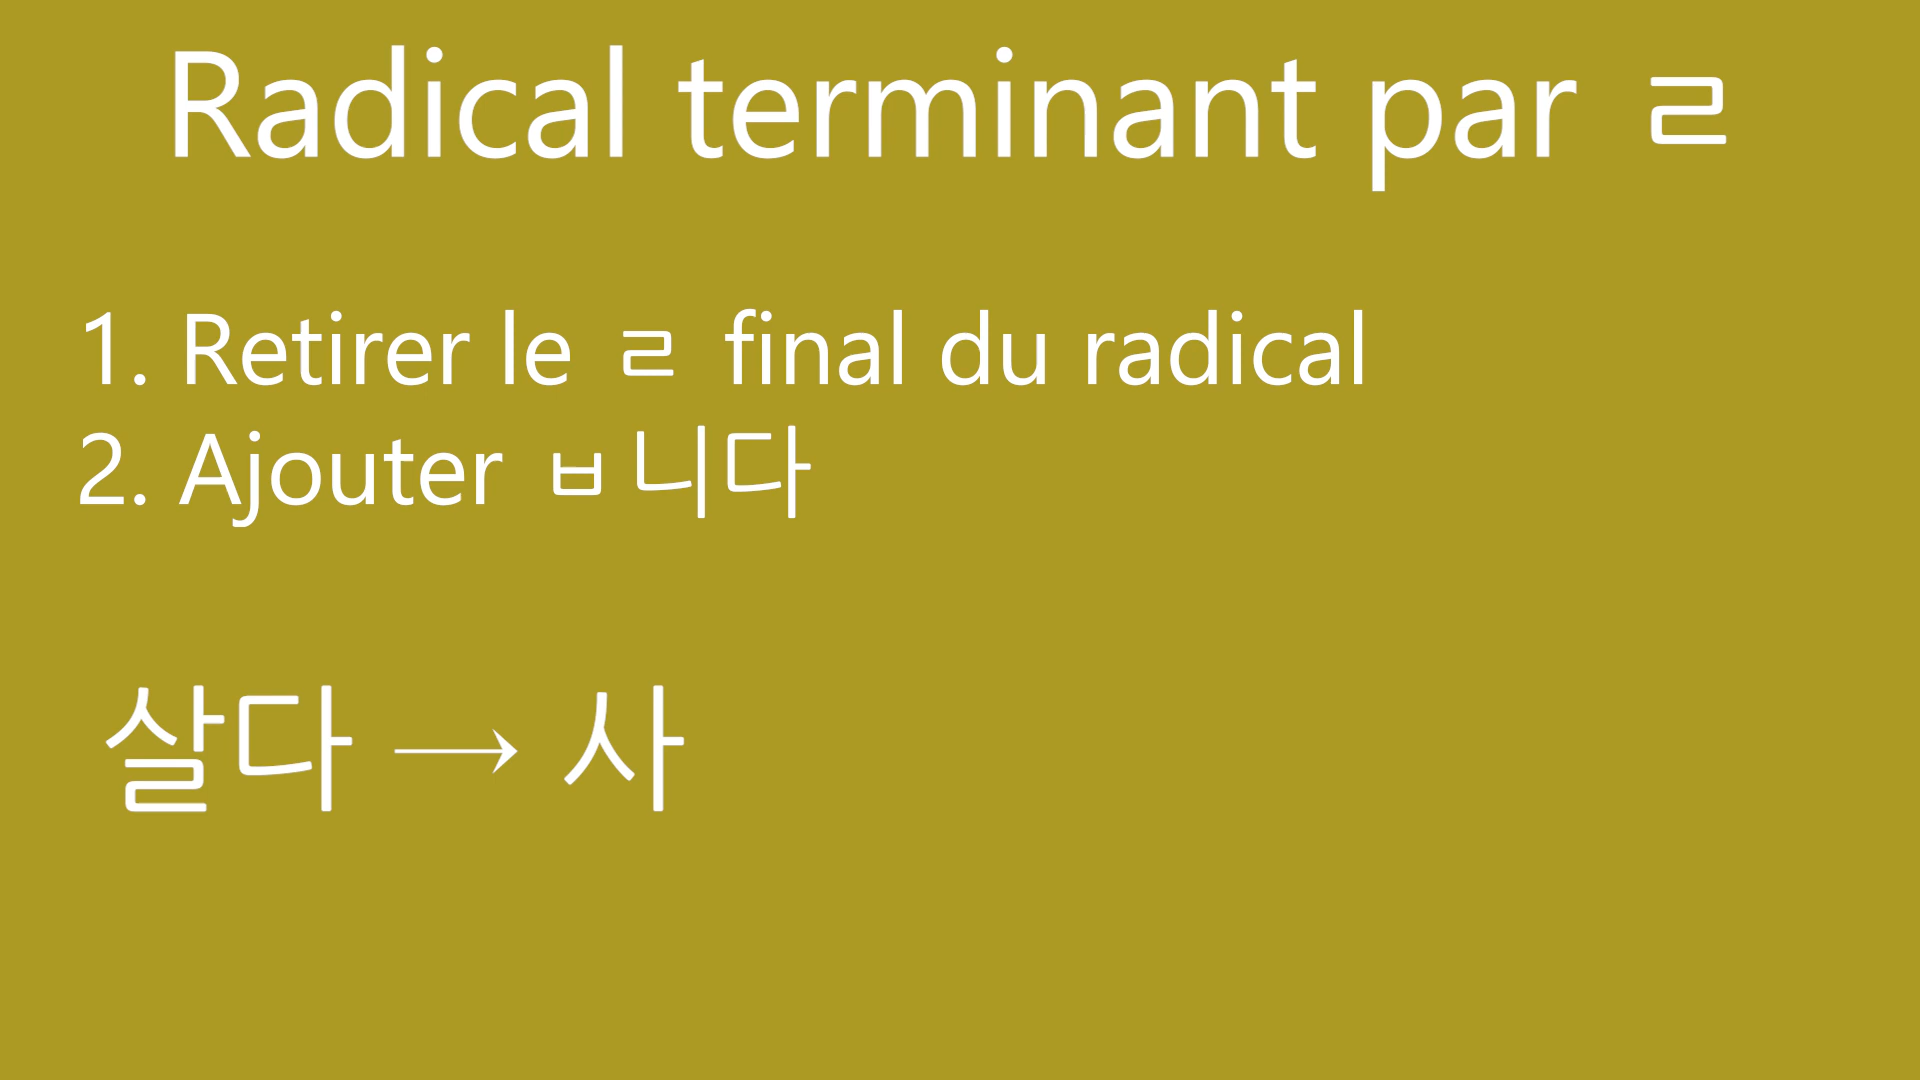 Radical terminant par ㄹ
1. Retirer le ㄹ final du radical
2. Ajouter ㅂ니다
살다 → 사